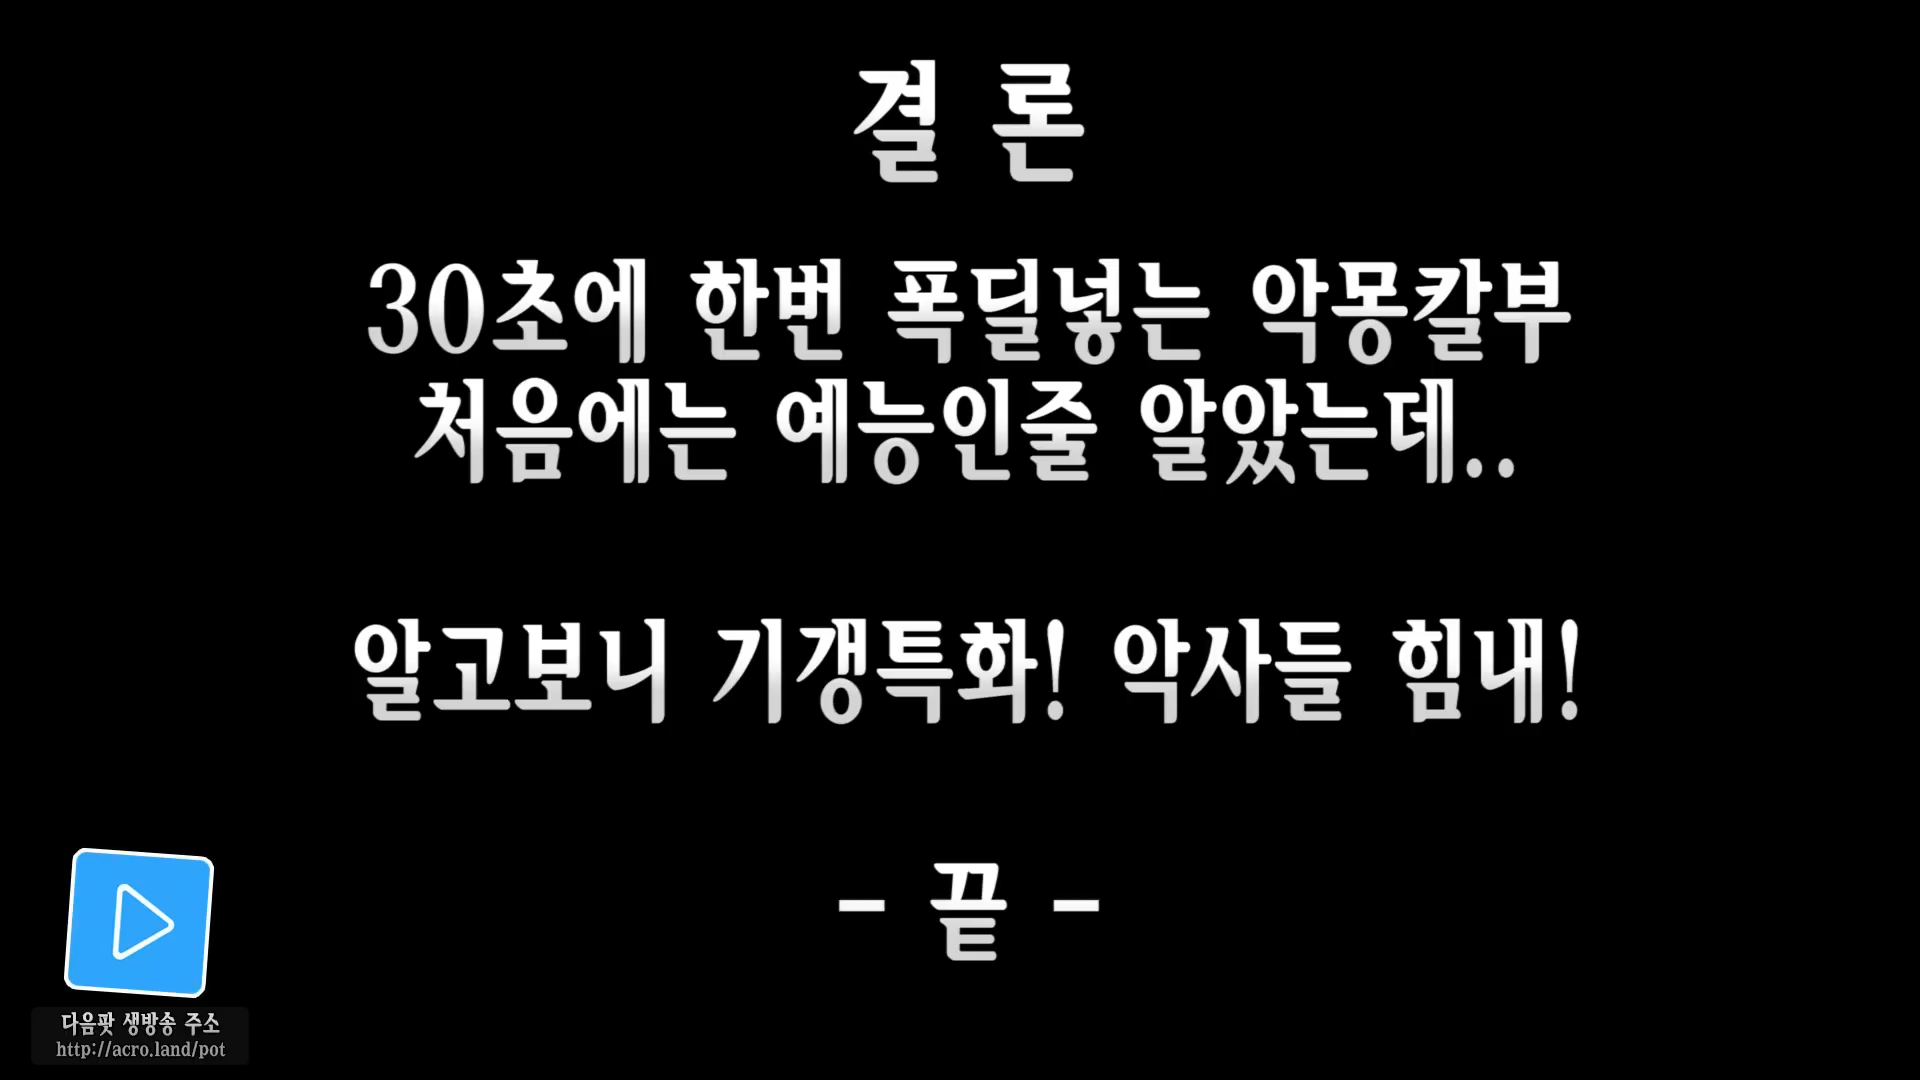 결 론
30초에 한번 폭딜넣는 악몽칼부
처음에는 예능인줄 알았는데..
알고보니 기갱특화! 악사들 힘내!
- 끝 -
다음팟 생방송 주소
http://acro.land/pot